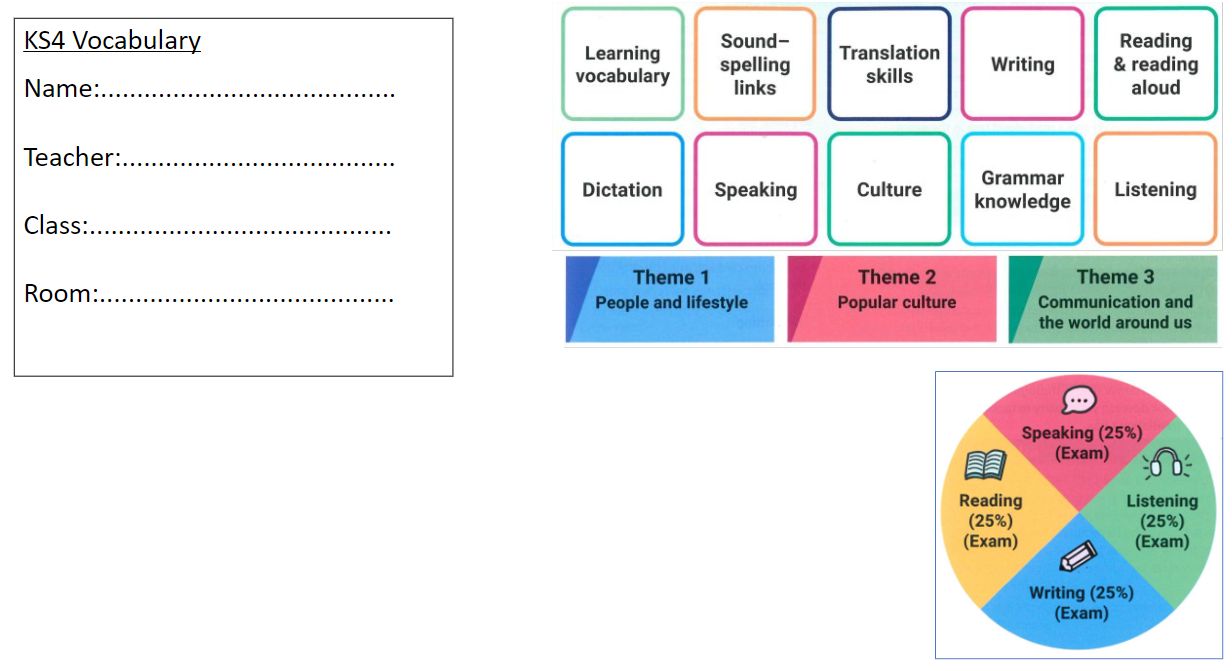 KS4 Vocabulary
Name:.........................................
Teacher:......................................
Class:..........................................
Room:.........................................
Learning
vocabulary
Sound–
spelling
links
Translation
skills
Writing
Reading
& reading
aloud
Dictation
Speaking
Culture
Grammar
knowledge
Listening
Theme 1
People and lifestyle
Theme 2
Popular culture
Theme 3
Communication and
the world around us
Speaking (25%)
(Exam)
Reading
(25%)
(Exam)
Listening
(25%)
(Exam)
Writing (25%)
(Exam)